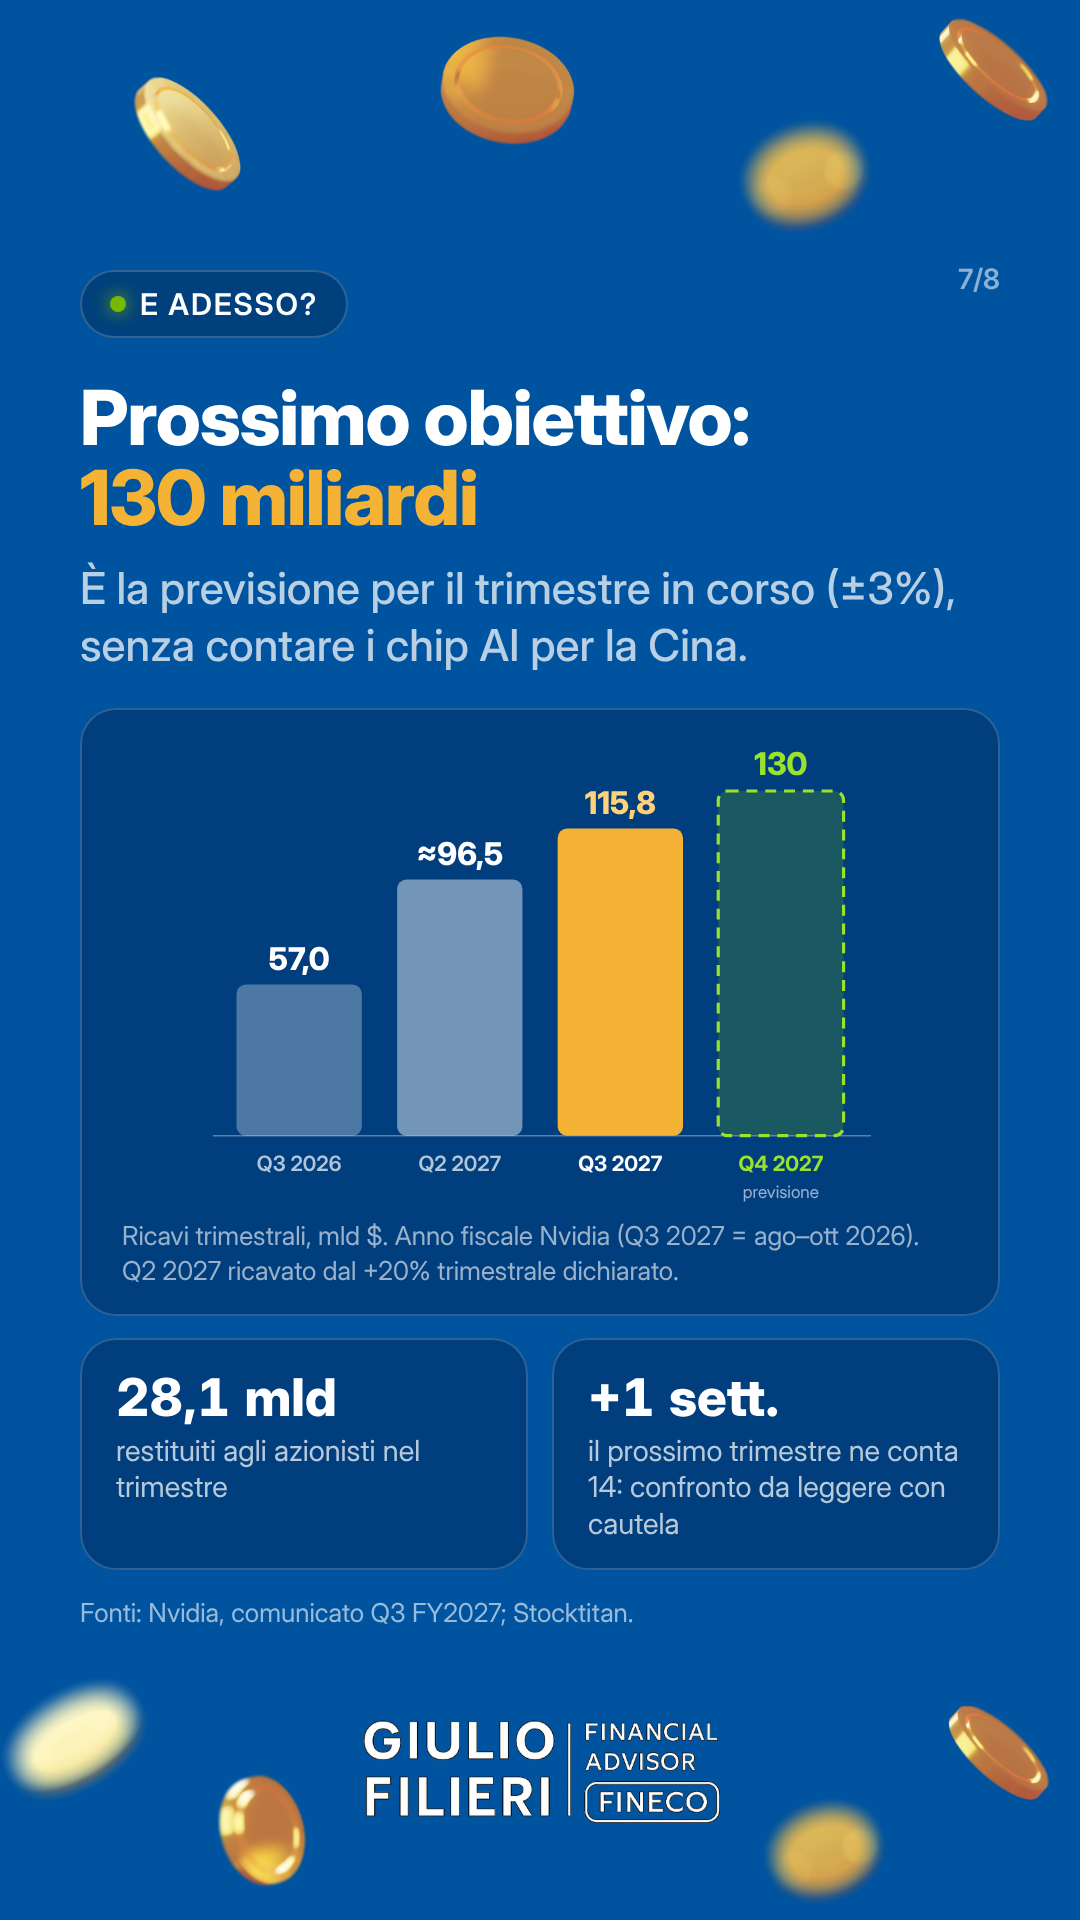 E ADESSO?
7/8
Prossimo obiettivo:
130 miliardi
È la previsione per il trimestre in corso (±3%),
senza contare i chip AI per la Cina.
130
115,8
≈96,5
57,0
Q3 2026
Q2 2027
Q3 2027
Q4 2027
previsione
Ricavi trimestrali, mld $. Anno fiscale Nvidia (Q3 2027 = ago–ott 2026).
Q2 2027 ricavato dal +20% trimestrale dichiarato.
28,1 mld
restituiti agli azionisti nel
trimestre
+1 sett.
il prossimo trimestre ne conta
14: confronto da leggere con
cautela
Fonti: Nvidia, comunicato Q3 FY2027; Stocktitan.
GIULIO
FILIERI
FINANCIAL
ADVISOR
FINECO